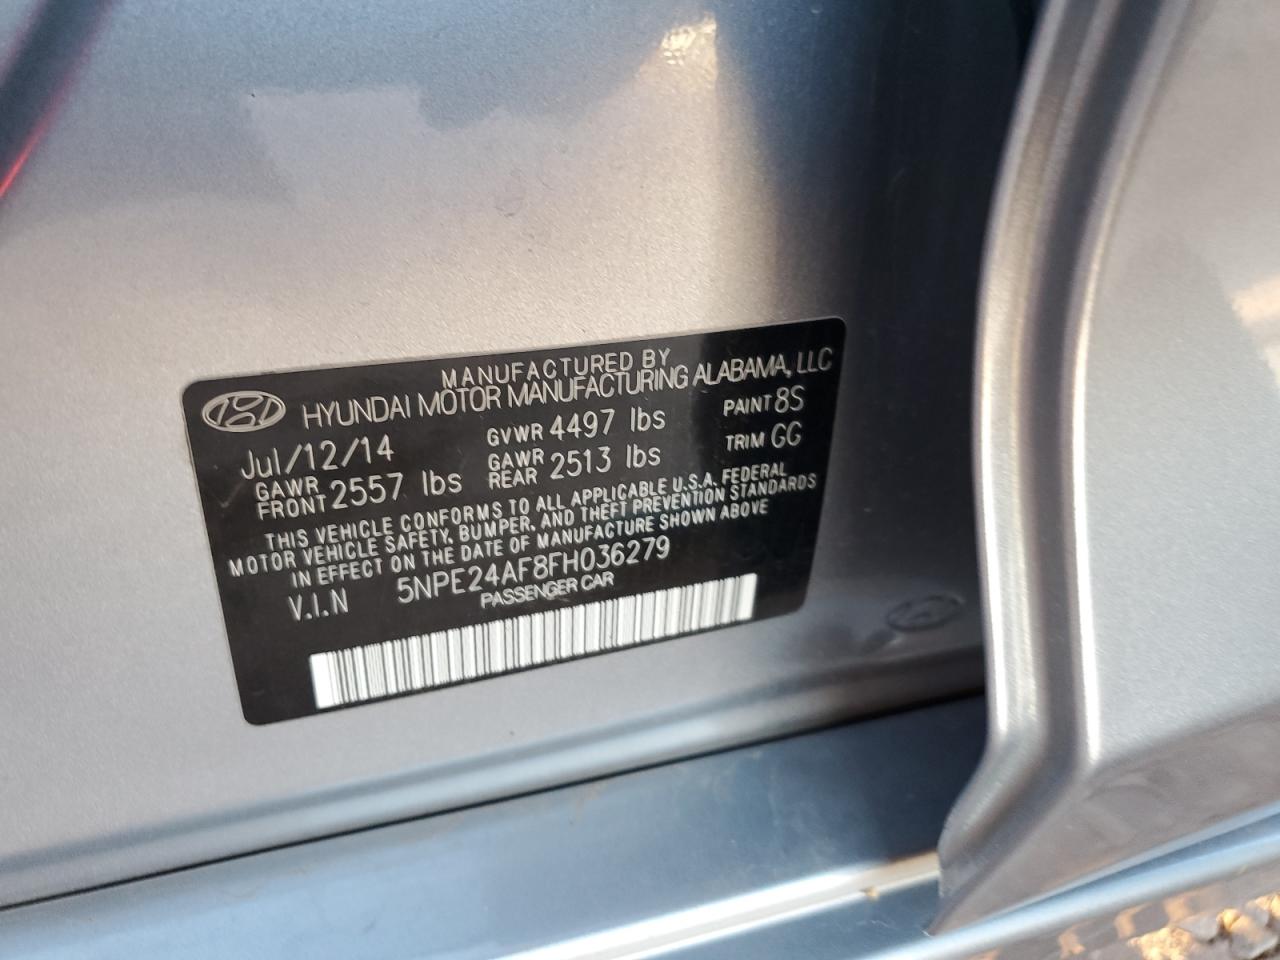 MANUFACTURED BY
HYUNDAI MOTOR MANUFACTURING ALABAMA, LLC
Jul/12/14 GVWR 4497 lbs PAINT 8S
GAWR FRONT 2557 lbs GAWR REAR 2513 lbs TRIM GG
THIS VEHICLE CONFORMS TO ALL APPLICABLE U.S.A. FEDERAL
MOTOR VEHICLE SAFETY, BUMPER, AND THEFT PREVENTION STANDARDS
IN EFFECT ON THE DATE OF MANUFACTURE SHOWN ABOVE
V.I.N 5NPE24AF8FH036279
PASSENGER CAR